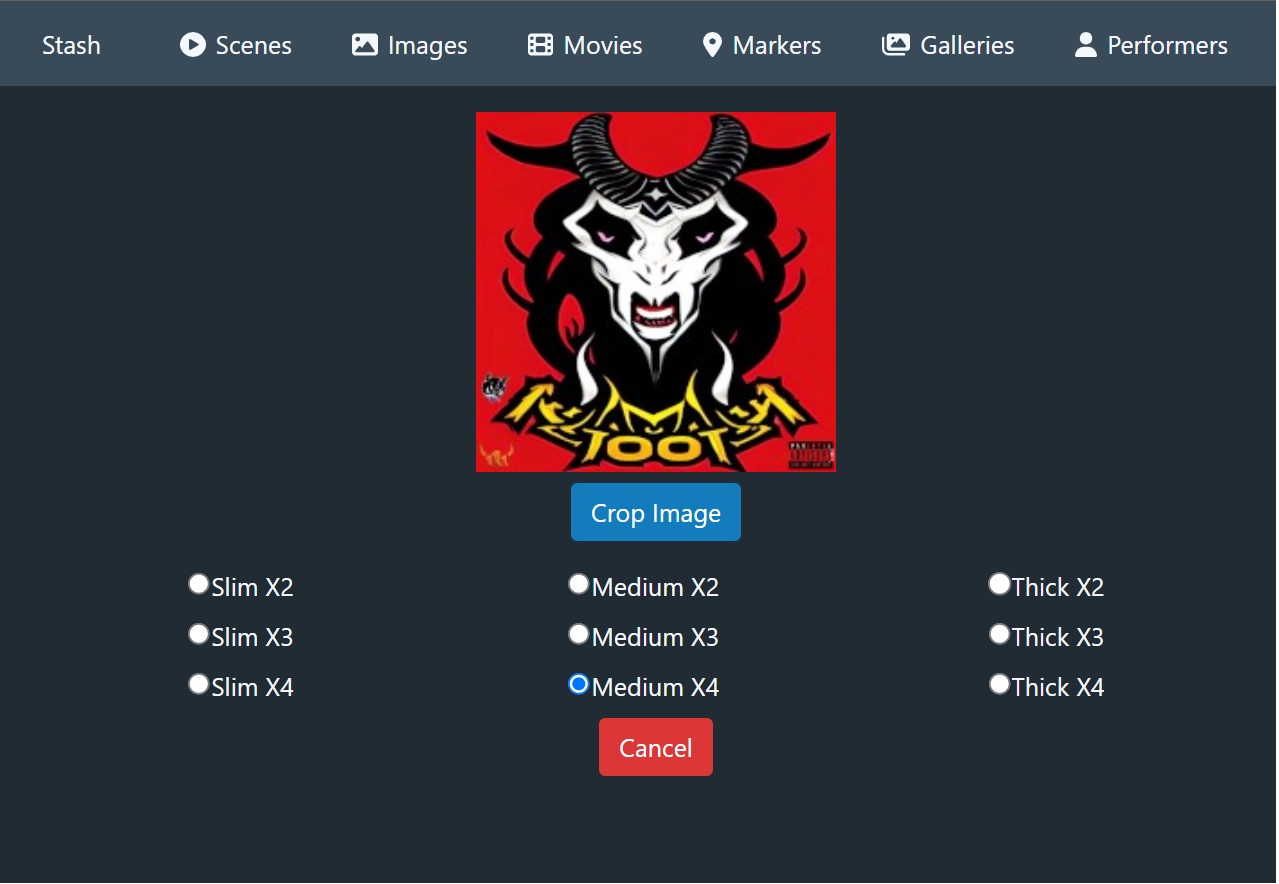 Stash Scenes Images Movies Markers Galleries Performers
Crop Image
Slim X2 Medium X2 Thick X2
Slim X3 Medium X3 Thick X3
Slim X4 Medium X4 Thick X4
Cancel